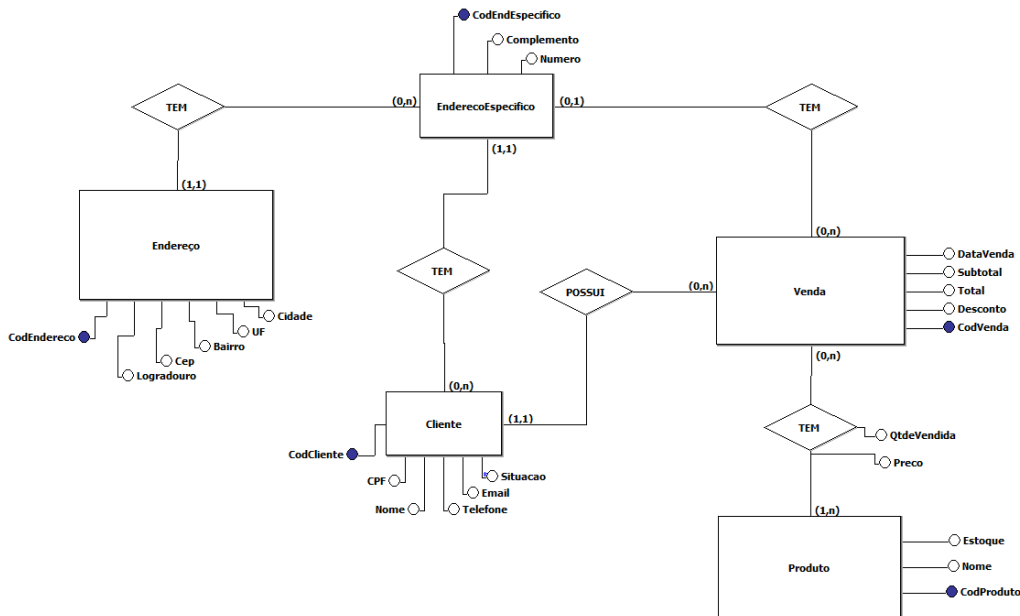 CodEndEspecifico
Complemento
Numero
TEM
(0,n)
EnderecoEspecifico
(0,1)
TEM
(1,1)
(1,1)
Endereço
(0,n)
TEM
POSSUI
(0,n)
Venda
DataVenda
Subtotal
Total
Desconto
CodVenda
Cidade
UF
CodEndereco
Bairro
Cep
Logradouro
(0,n)
(0,n)
Cliente
(1,1)
TEM
QtdeVendida
Preco
CodCliente
CPF
Situacao
Email
Nome
Telefone
(1,n)
Produto
Estoque
Nome
CodProduto